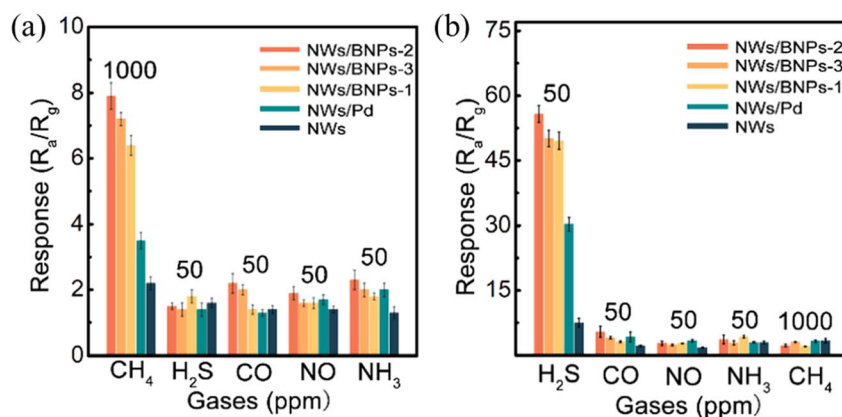 (a)
Response (Rₐ/R_g)
10
8
6
4
2
0
1000
50
50
50
50
NWs/BNPs-2
NWs/BNPs-3
NWs/BNPs-1
NWs/Pd
NWs
CH₄ H₂S CO NO NH₃
Gases (ppm)
(b)
Response (Rₐ/R_g)
75
60
45
30
15
50
50
50
50
1000
NWs/BNPs-2
NWs/BNPs-3
NWs/BNPs-1
NWs/Pd
NWs
H₂S CO NO NH₃ CH₄
Gases (ppm)